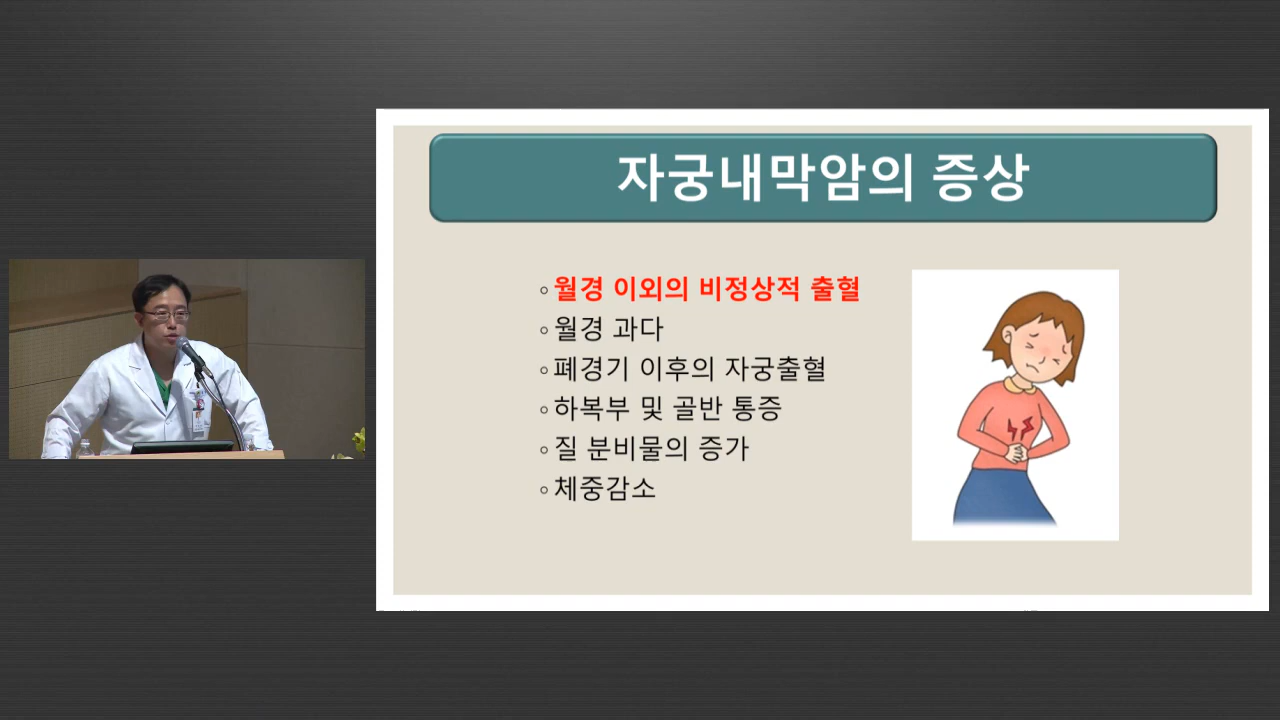 자궁내막암의 증상
◦월경 이외의 비정상적 출혈
◦월경 과다
◦폐경기 이후의 자궁출혈
◦하복부 및 골반 통증
◦질 분비물의 증가
◦체중감소